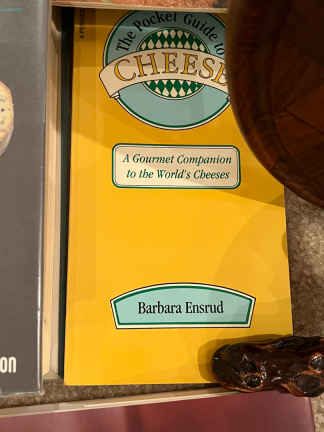 The Pocket Guide to
CHEESE
A Gourmet Companion
to the World's Cheeses
Barbara Ensrud
on